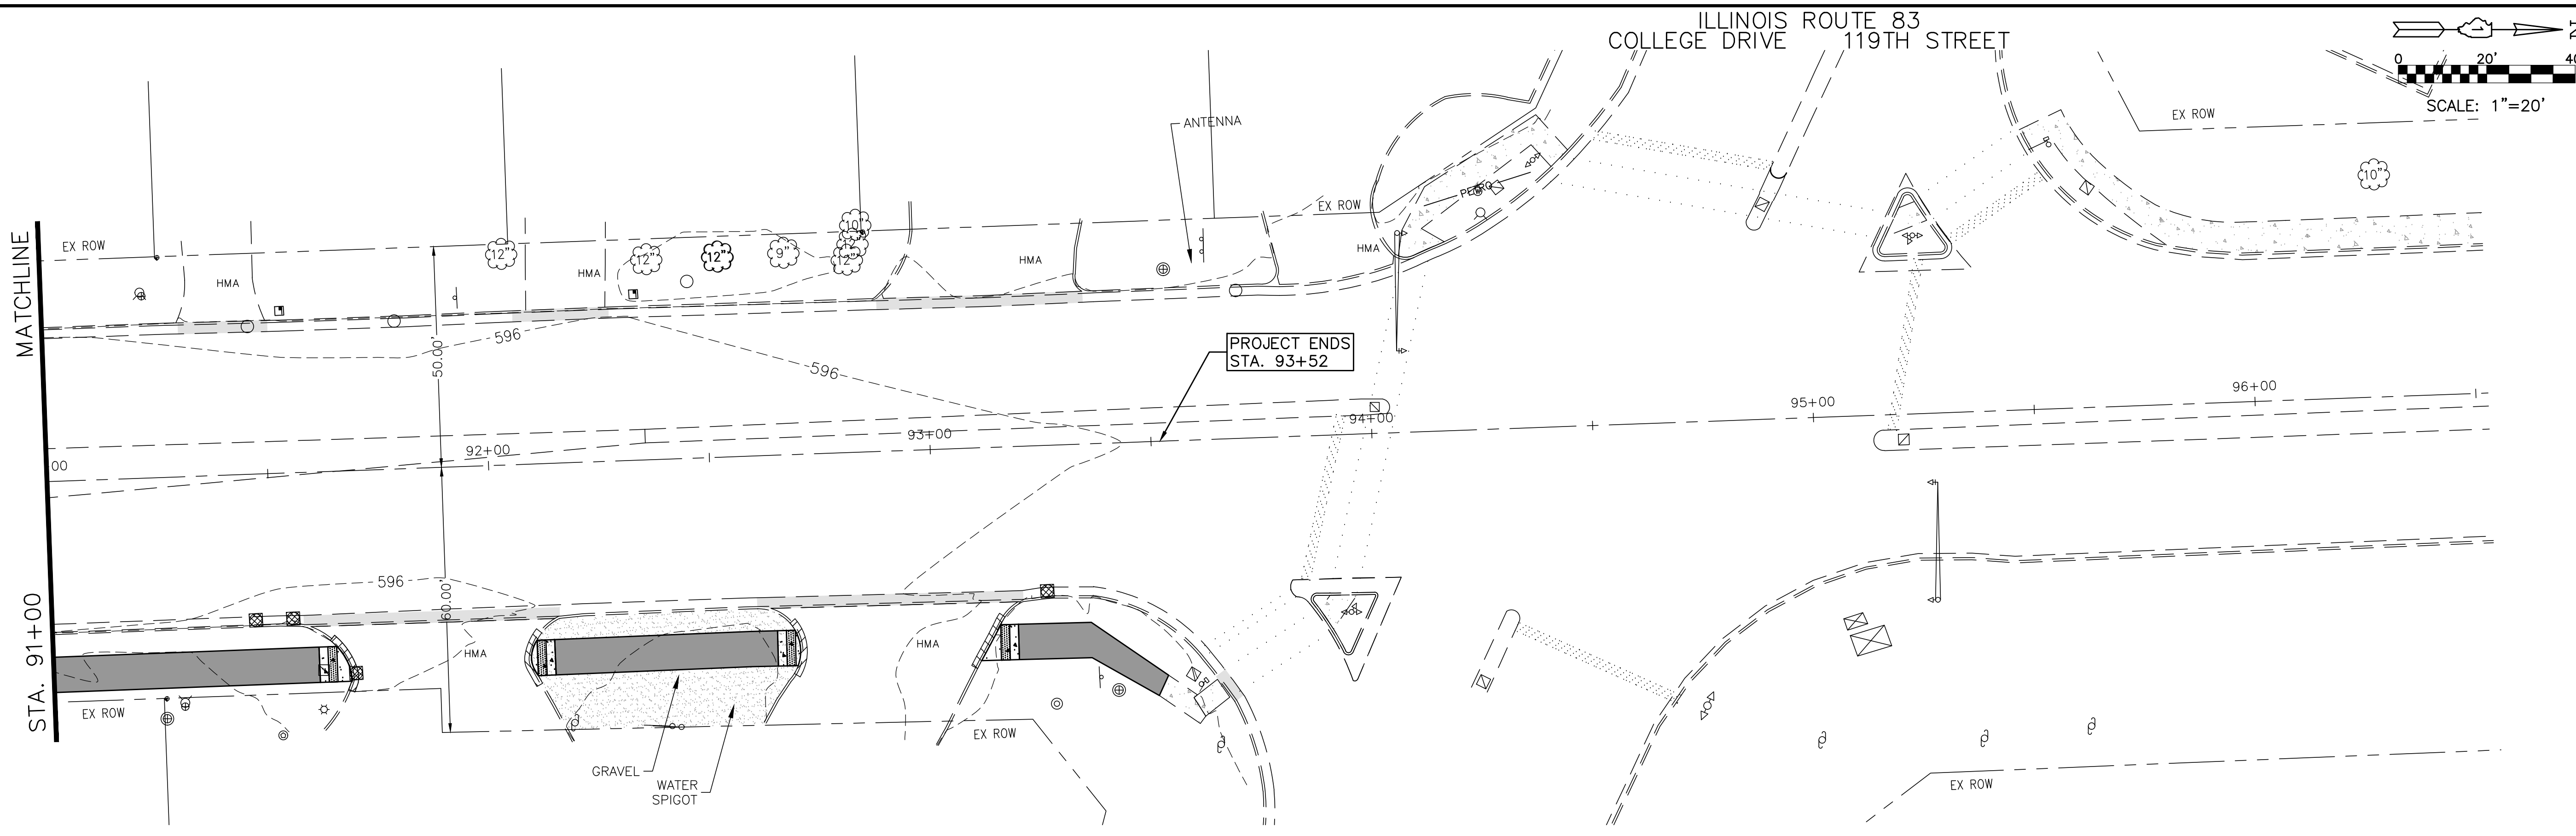 ILLINOIS ROUTE 83
COLLEGE DRIVE 119TH STREET
0 20'
SCALE: 1"=20'
EX ROW
10"
ANTENNA
EX ROW
HMA
MATCHLINE
STA. 91+00
EX ROW
HMA
12"
HMA
12"
12"
9"
10"
12"
HMA
50.00'
596
596
PROJECT ENDS
STA. 93+52
00
92+00
93+00
94+00
95+00
96+00
596
60.00'
HMA
HMA
EX ROW
EX ROW
EX ROW
GRAVEL
WATER
SPIGOT